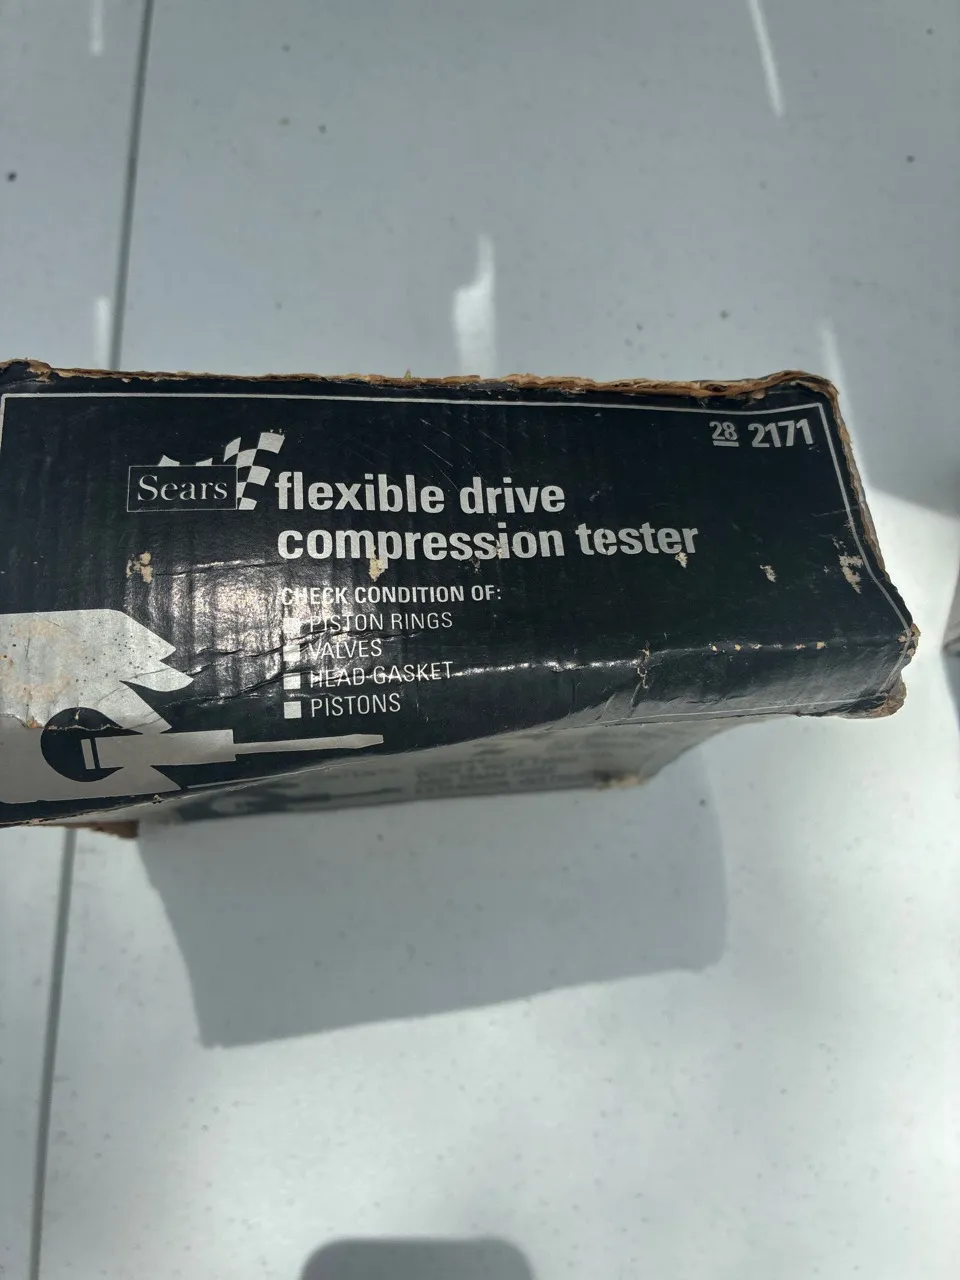 28 2171
Sears
flexible drive
compression tester
CHECK CONDITION OF:
PISTON RINGS
VALVES
HEAD GASKET
PISTONS